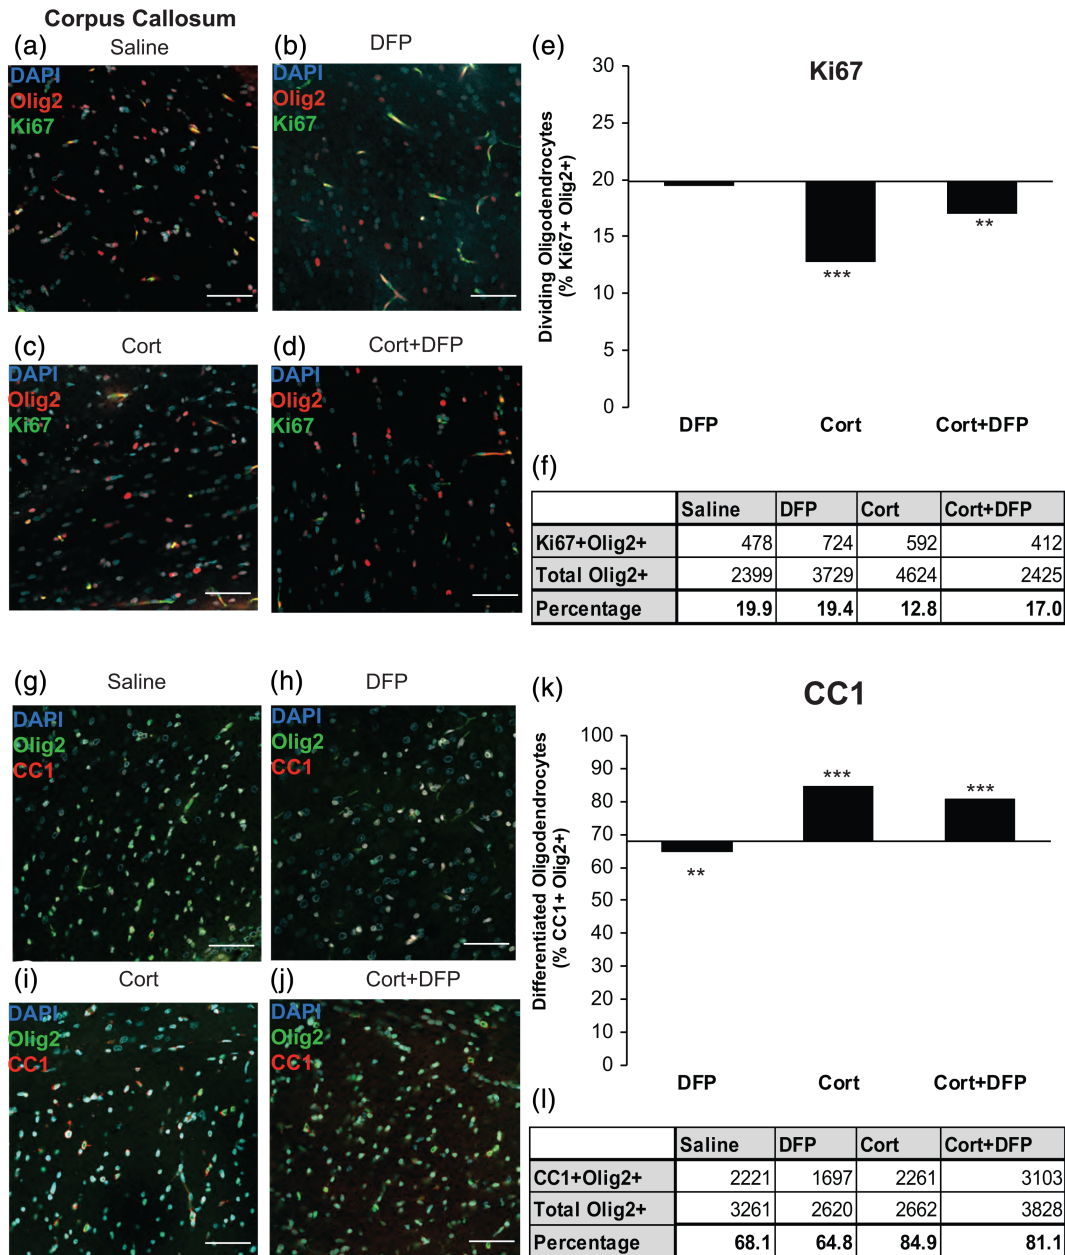 Corpus Callosum
(a) Saline
DAPI
Olig2
Ki67
(b) DFP
DAPI
Olig2
Ki67
(c) Cort
DAPI
Olig2
Ki67
(d) Cort+DFP
DAPI
Olig2
Ki67
(e)
Ki67
Dividing Oligodendrocytes
(% Ki67+ Olig2+)
30
25
20
15
10
5
0
***
**
DFP Cort Cort+DFP
(f)
Saline DFP Cort Cort+DFP
Ki67+Olig2+ 478 724 592 412
Total Olig2+ 2399 3729 4624 2425
Percentage 19.9 19.4 12.8 17.0
(g) Saline
DAPI
Olig2
CC1
(h) DFP
DAPI
Olig2
CC1
(i) Cort
DAPI
Olig2
CC1
(j) Cort+DFP
DAPI
Olig2
CC1
(k)
CC1
Differentiated Oligodendrocytes
(% CC1+ Olig2+)
100
90
80
70
60
50
40
30
20
10
0
**
***
***
DFP Cort Cort+DFP
(l)
Saline DFP Cort Cort+DFP
CC1+Olig2+ 2221 1697 2261 3103
Total Olig2+ 3261 2620 2662 3828
Percentage 68.1 64.8 84.9 81.1